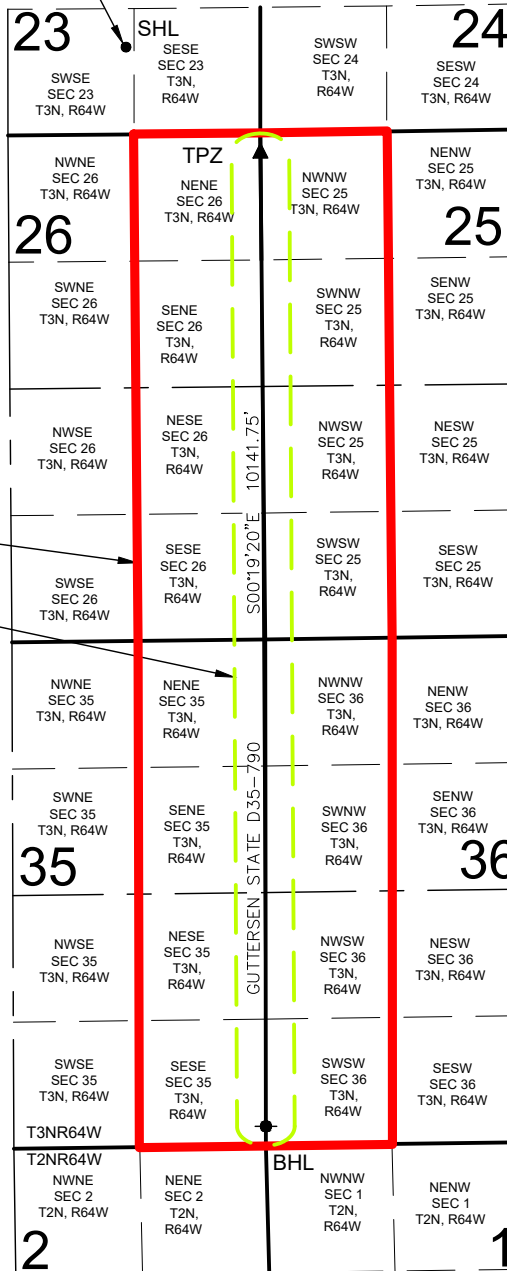 23
SHL
24
SWSE
SEC 23
T3N, R64W
SESE
SEC 23
T3N,
R64W
SWSW
SEC 24
T3N,
R64W
SESW
SEC 24
T3N, R64W
TPZ
NWNE
SEC 26
T3N, R64W
NENE
SEC 26
T3N, R64W
NWNW
SEC 25
T3N, R64W
NENW
SEC 25
T3N, R64W
26
25
SWNE
SEC 26
T3N, R64W
SENE
SEC 26
T3N,
R64W
SWNW
SEC 25
T3N,
R64W
SENW
SEC 25
T3N, R64W
NWSE
SEC 26
T3N, R64W
NESE
SEC 26
T3N,
R64W
S00°19'20"E 10141.75'
NWSW
SEC 25
T3N,
R64W
NESW
SEC 25
T3N, R64W
SWSE
SEC 26
T3N, R64W
SESE
SEC 26
T3N,
R64W
SWSW
SEC 25
T3N,
R64W
SESW
SEC 25
T3N, R64W
NWNE
SEC 35
T3N, R64W
NENE
SEC 35
T3N,
R64W
NWNW
SEC 36
T3N,
R64W
NENW
SEC 36
T3N, R64W
GUTTERSEN STATE D35-790
SWNE
SEC 35
T3N, R64W
SENE
SEC 35
T3N,
R64W
SWNW
SEC 36
T3N,
R64W
SENW
SEC 36
T3N, R64W
35
36
NWSE
SEC 35
T3N, R64W
NESE
SEC 35
T3N,
R64W
NWSW
SEC 36
T3N,
R64W
NESW
SEC 36
T3N, R64W
SWSE
SEC 35
T3N, R64W
SESE
SEC 35
T3N,
R64W
SWSW
SEC 36
T3N,
R64W
SESW
SEC 36
T3N, R64W
T3NR64W
T2NR64W
BHL
NWNE
SEC 2
T2N, R64W
NENE
SEC 2
T2N,
R64W
NWNW
SEC 1
T2N,
R64W
NENW
SEC 1
T2N, R64W
2
1